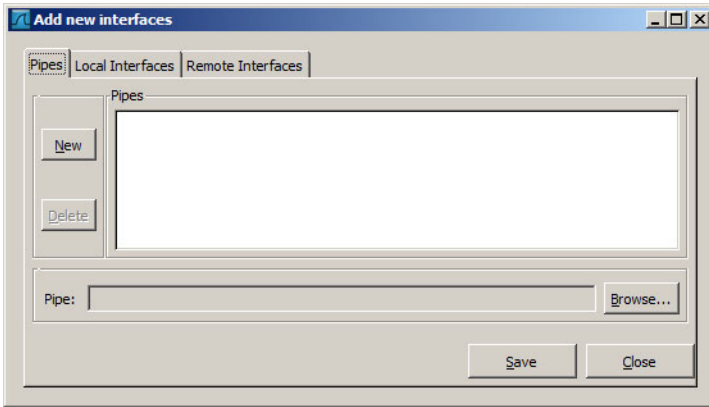 Add new interfaces
Pipes Local Interfaces Remote Interfaces
Pipes
New
Delete
Pipe: Browse...
Save Close